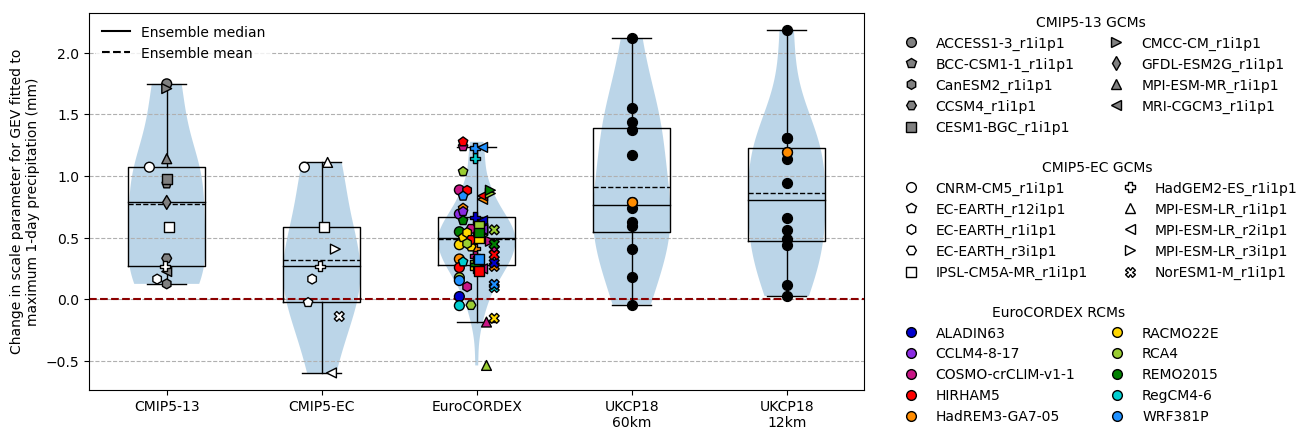 Change in scale parameter for GEV fitted to
maximum 1-day precipitation (mm)
2.0
1.5
1.0
0.5
0.0
−0.5
Ensemble median
Ensemble mean
CMIP5-13
CMIP5-EC
EuroCORDEX
UKCP18
60km
UKCP18
12km
CMIP5-13 GCMs
ACCESS1-3_r1i1p1
BCC-CSM1-1_r1i1p1
CanESM2_r1i1p1
CCSM4_r1i1p1
CESM1-BGC_r1i1p1
CMCC-CM_r1i1p1
GFDL-ESM2G_r1i1p1
MPI-ESM-MR_r1i1p1
MRI-CGCM3_r1i1p1
CMIP5-EC GCMs
CNRM-CM5_r1i1p1
EC-EARTH_r12i1p1
EC-EARTH_r1i1p1
EC-EARTH_r3i1p1
IPSL-CM5A-MR_r1i1p1
HadGEM2-ES_r1i1p1
MPI-ESM-LR_r1i1p1
MPI-ESM-LR_r2i1p1
MPI-ESM-LR_r3i1p1
NorESM1-M_r1i1p1
EuroCORDEX RCMs
ALADIN63
CCLM4-8-17
COSMO-crCLIM-v1-1
HIRHAM5
HadREM3-GA7-05
RACMO22E
RCA4
REMO2015
RegCM4-6
WRF381P